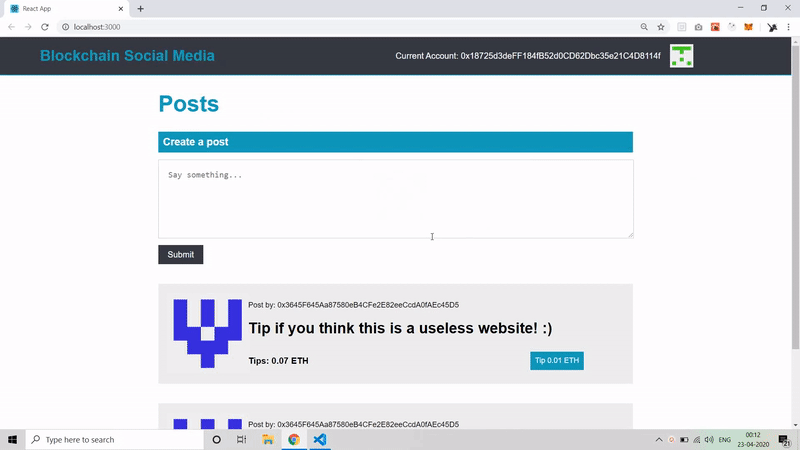 React App
localhost:3000
Blockchain Social Media
Current Account: 0x18725d3deFF184fB52d0CD62Dbc35e21C4D8114f
Posts
Create a post
Say something...
Submit
Post by: 0x3645F645Aa87580eB4CFe2E82eeCcdA0fAEc45D5
Tip if you think this is a useless website! :)
Tips: 0.07 ETH
Tip 0.01 ETH
Post by: 0x3645F645Aa87580eB4CFe2E82eeCcdA0fAEc45D5
Type here to search
ENG
00:12
23-04-2020
21